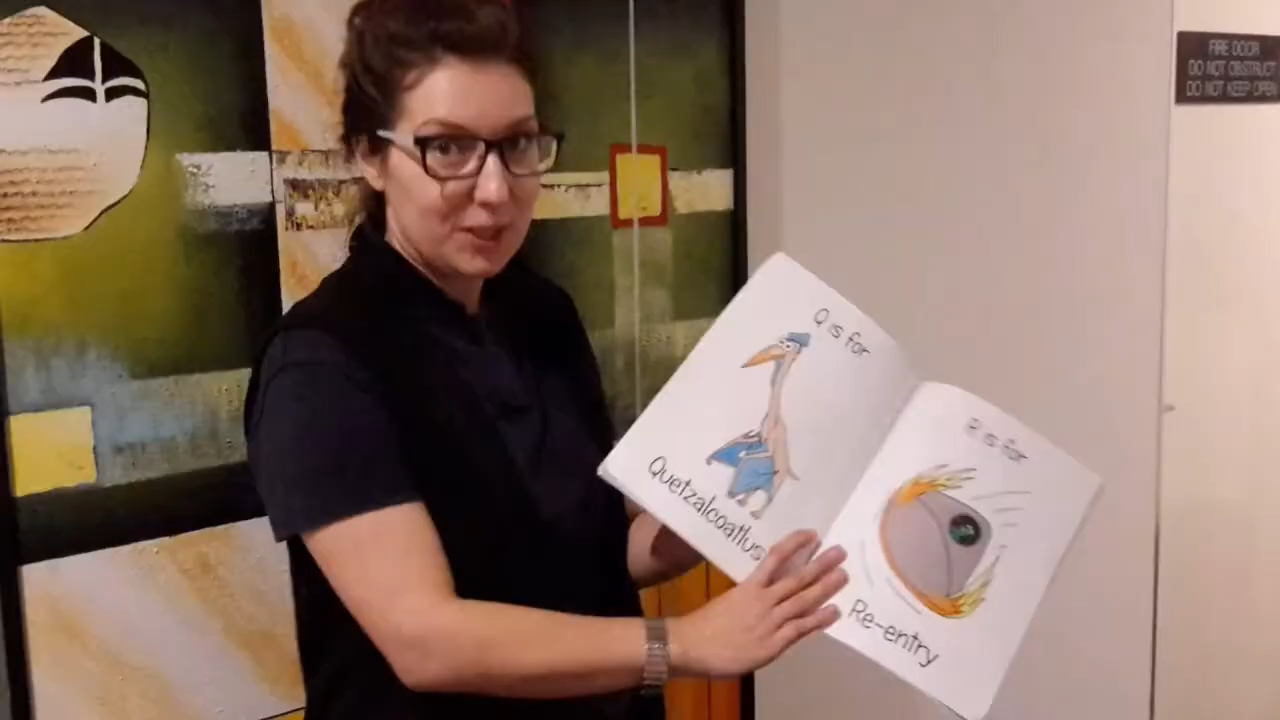 Q is for
Quetzalcoatlus
R is for
Re-entry
FIRE DOOR
DO NOT OBSTRUCT
DO NOT KEEP OPEN